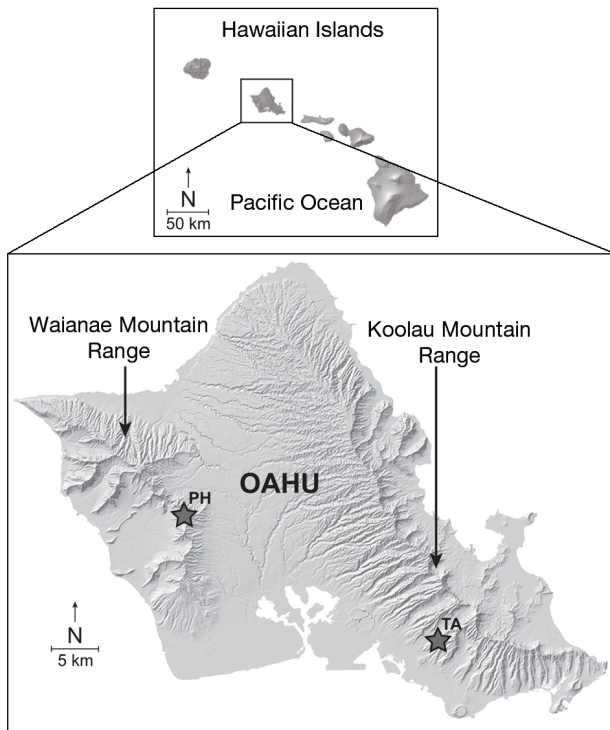 Hawaiian Islands
N
50 km
Pacific Ocean
Waianae Mountain
Range
Koolau Mountain
Range
OAHU
PH
TA
N
5 km